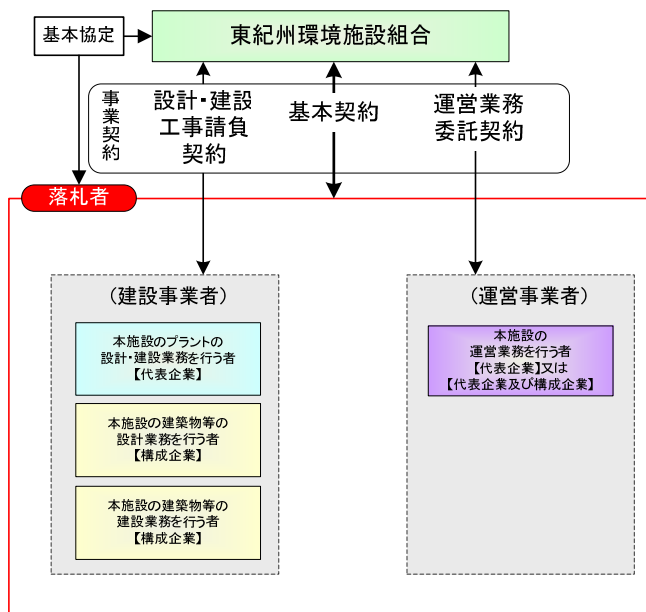 基本協定
東紀州環境施設組合
事業契約
設計・建設
工事請負
契約
基本契約
運営業務
委託契約
落札者
(建設事業者)
本施設のプラントの
設計・建設業務を行う者
【代表企業】
本施設の建築物等の
設計業務を行う者
【構成企業】
本施設の建築物等の
建設業務を行う者
【構成企業】
(運営事業者)
本施設の
運営業務を行う者
【代表企業】又は
【代表企業及び構成企業】